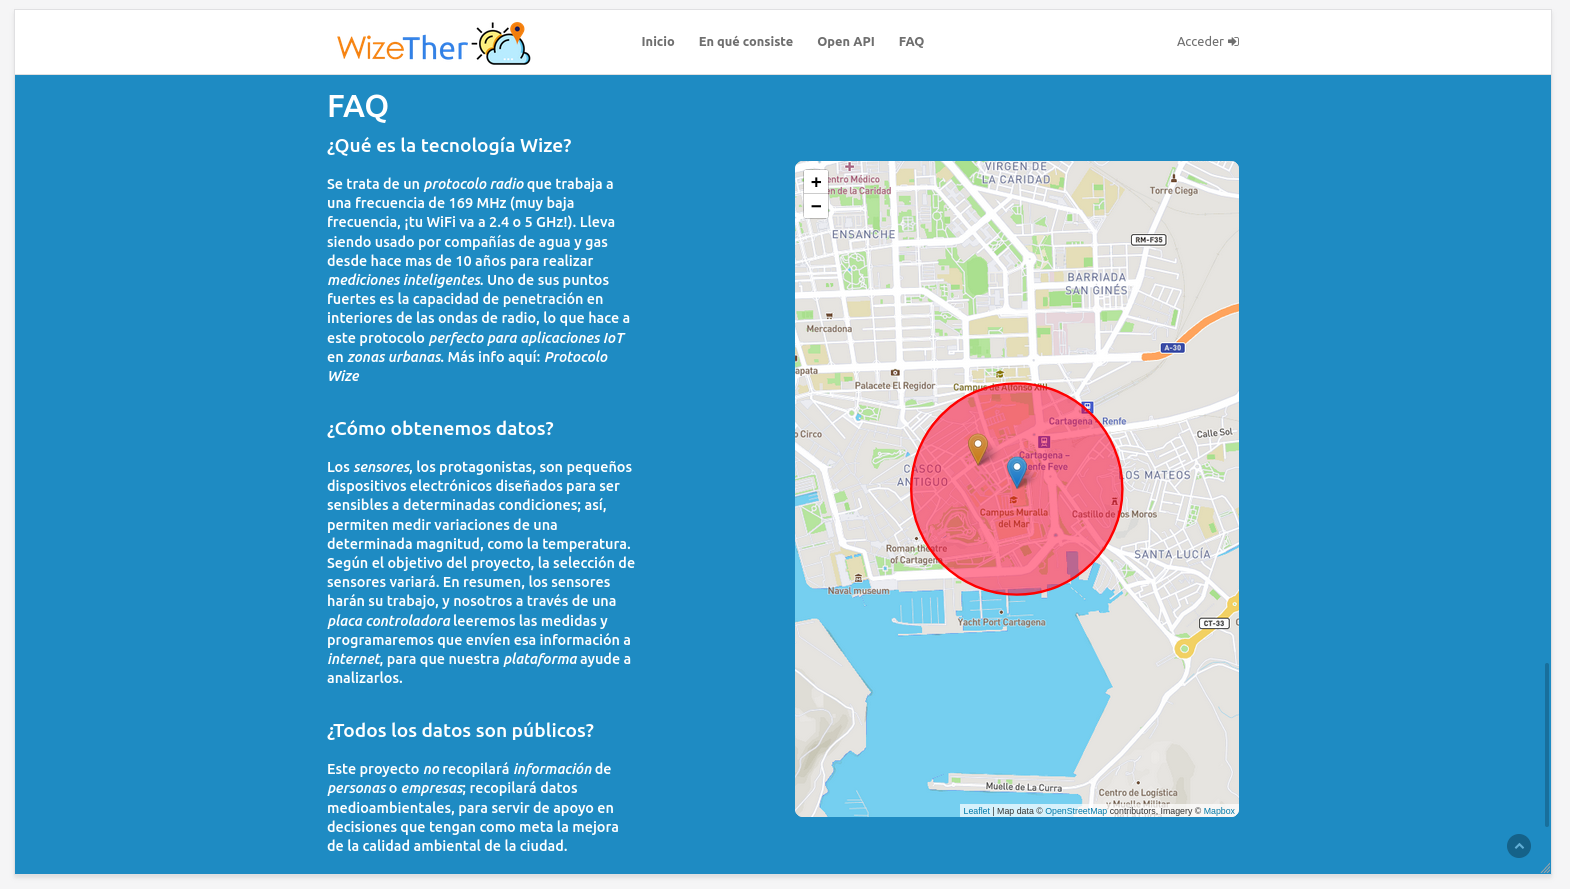 WizeTher
Inicio
En qué consiste
Open API
FAQ
Acceder
FAQ
¿Qué es la tecnología Wize?
Se trata de un protocolo radio que trabaja a
una frecuencia de 169 MHz (muy baja
frecuencia, ¡tu WiFi va a 2.4 o 5 GHz!). Lleva
siendo usado por compañías de agua y gas
desde hace mas de 10 años para realizar
mediciones inteligentes. Uno de sus puntos
fuertes es la capacidad de penetración en
interiores de las ondas de radio, lo que hace a
este protocolo perfecto para aplicaciones IoT
en zonas urbanas. Más info aquí: Protocolo
Wize
¿Cómo obtenemos datos?
Los sensores, los protagonistas, son pequeños
dispositivos electrónicos diseñados para ser
sensibles a determinadas condiciones; así,
permiten medir variaciones de una
determinada magnitud, como la temperatura.
Según el objetivo del proyecto, la selección de
sensores variará. En resumen, los sensores
harán su trabajo, y nosotros a través de una
placa controladora leeremos las medidas y
programaremos que envíen esa información a
internet, para que nuestra plataforma ayude a
analizarlos.
¿Todos los datos son públicos?
Este proyecto no recopilará información de
personas o empresas; recopilará datos
medioambientales, para servir de apoyo en
decisiones que tengan como meta la mejora
de la calidad ambiental de la ciudad.
+
−
entro Médico
en de la Caridad
VIRGEN DE
LA CARIDAD
Torre Ciega
ENSANCHE
RM-F35
BARRIADA
SAN GINÉS
Mercadona
A-30
apata
Palacete El Regidor
Campus de Alfonso XIII
Cartagena - Renfe
o Circo
Calle Sol
Cartagena –
Renfe Feve
CASCO
ANTIGUO
LOS MATEOS
Campus Muralla
del Mar
Castillo de los Moros
Roman theatre
of Cartagena
SANTA LUCÍA
Naval museum
Yacht Port Cartagena
CT-33
Muelle de La Curra
Centro de Logística
y Muelle Militar
Leaflet | Map data © OpenStreetMap contributors, Imagery © Mapbox